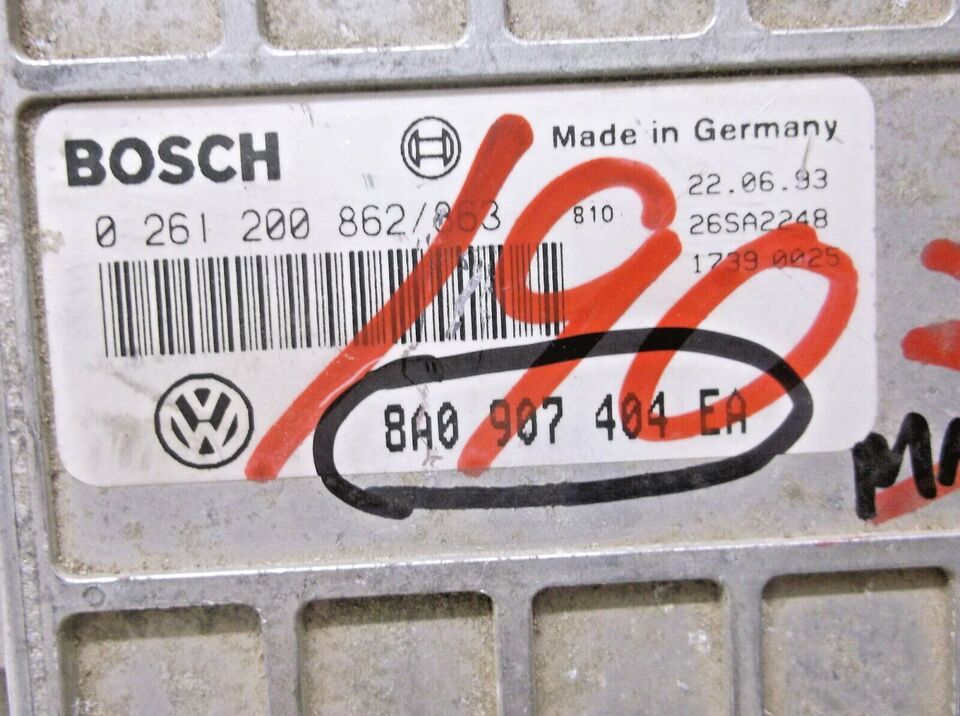 BOSCH
Made in Germany
22.06.93
0 261 200 862/863
810
26SA2248
1739 0025
190
8A0 907 404 EA